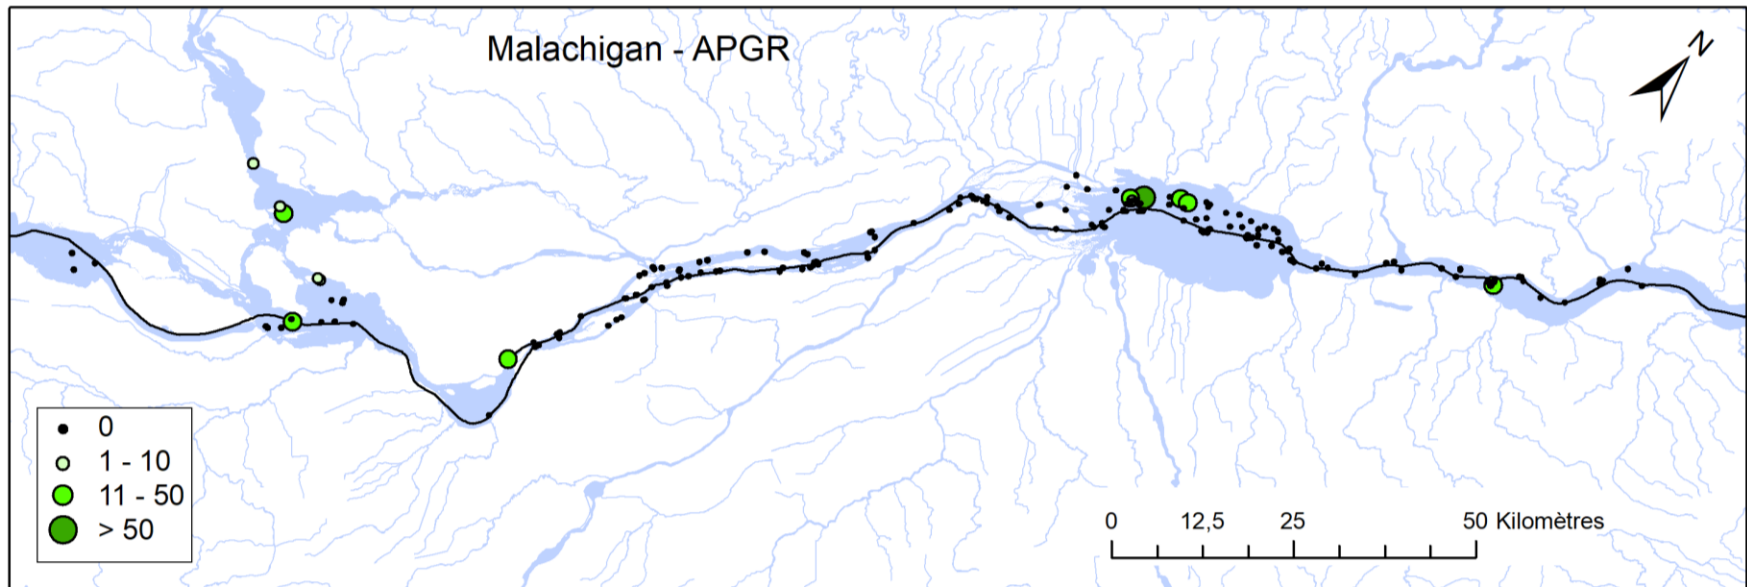 Malachigan - APGR
N
0
1 - 10
11 - 50
> 50
0 12,5 25 50 Kilomètres